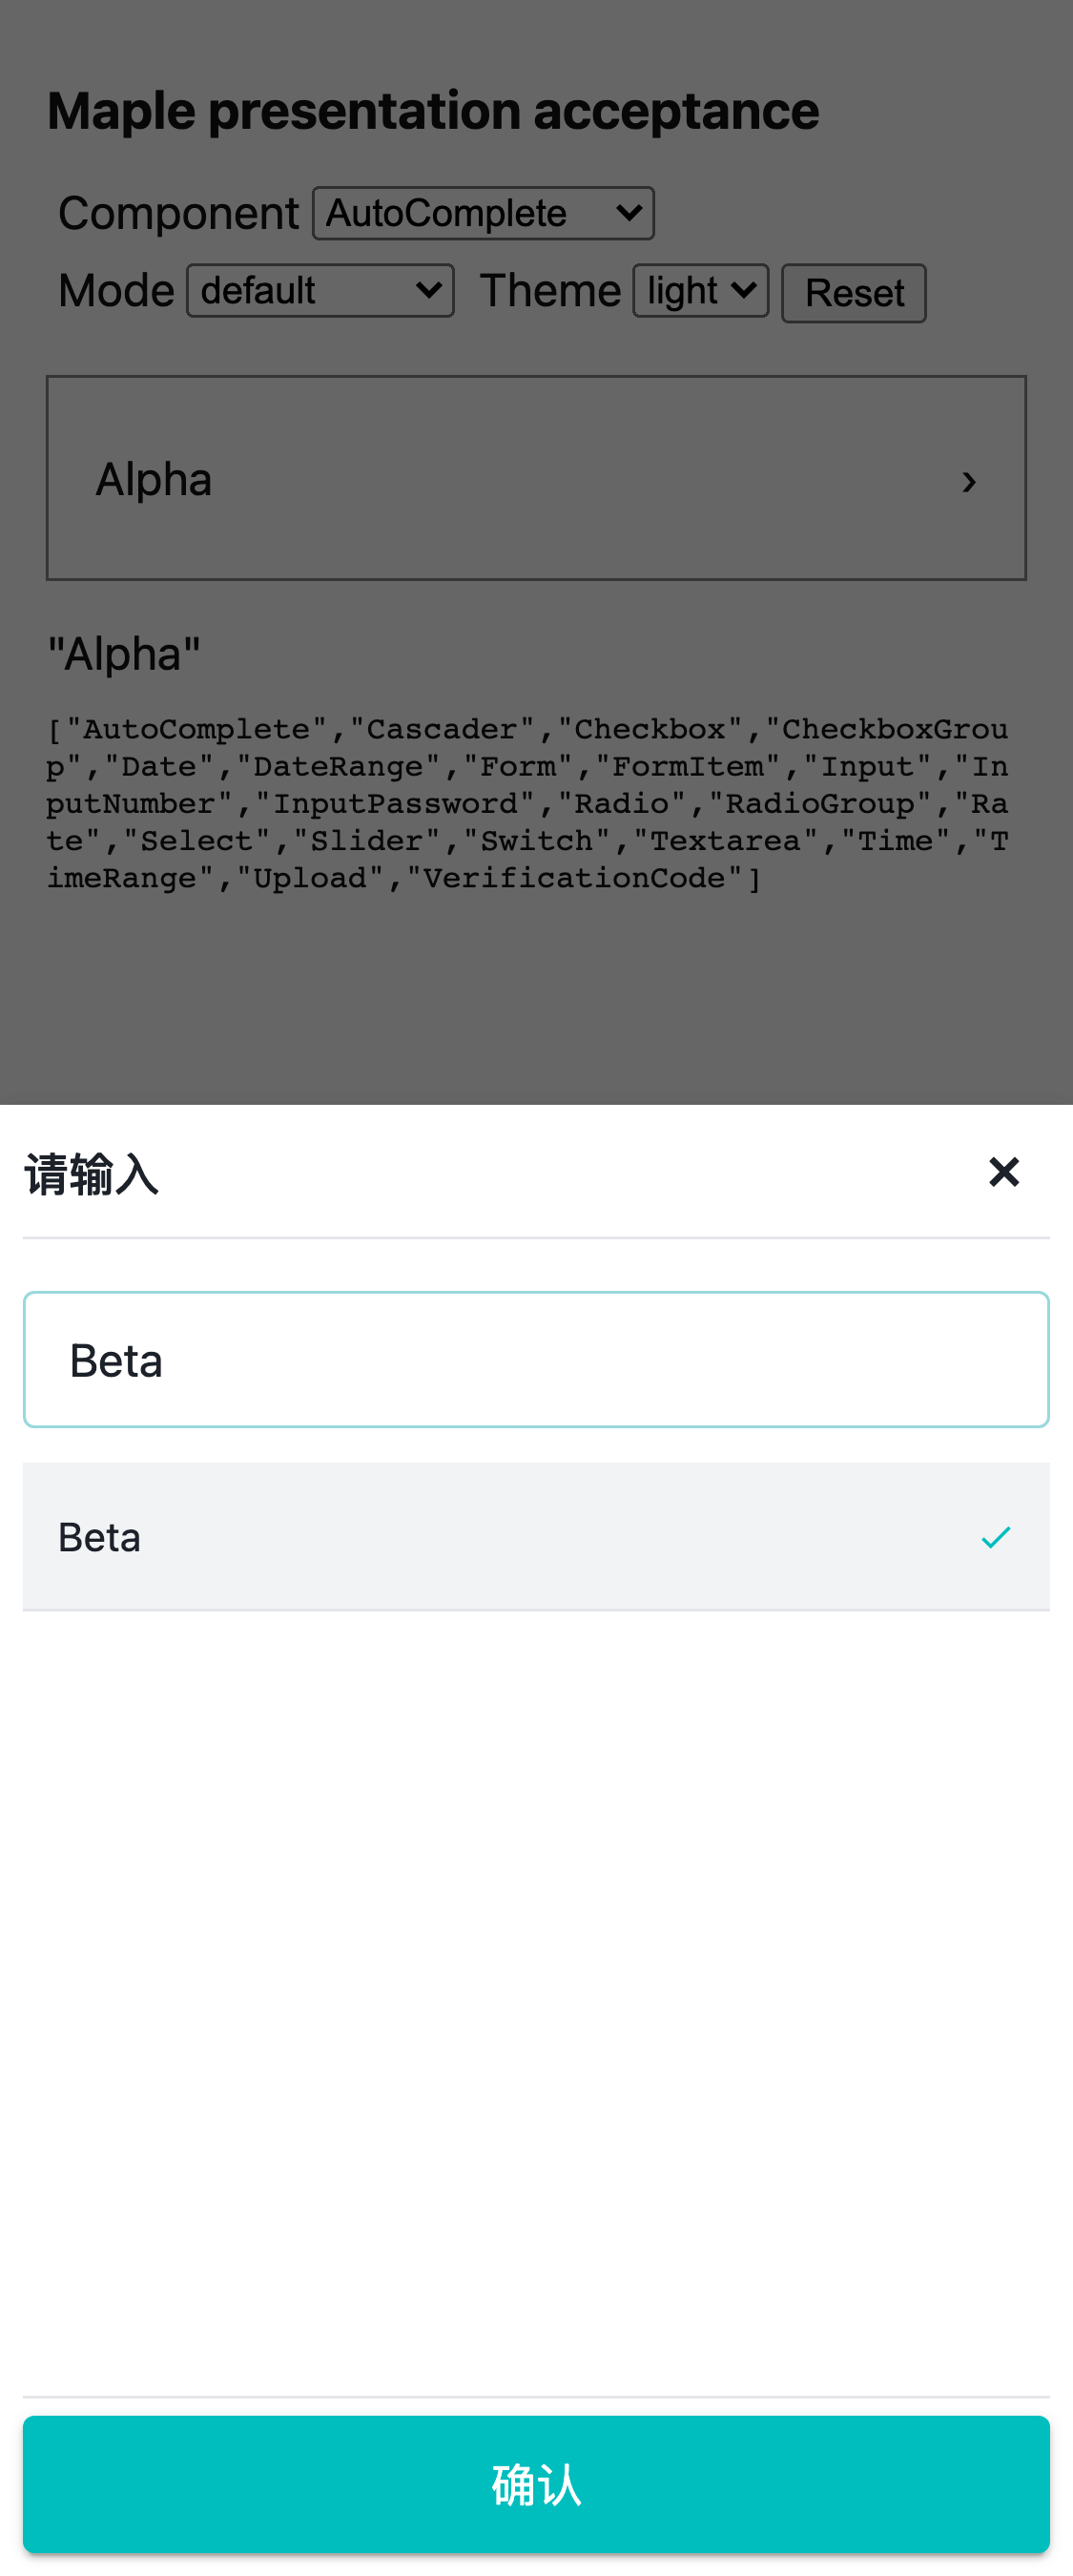 Maple presentation acceptance
Component AutoComplete
Mode default Theme light Reset
Alpha ›
"Alpha"
["AutoComplete","Cascader","Checkbox","CheckboxGrou
p","Date","DateRange","Form","FormItem","Input","In
putNumber","InputPassword","Radio","RadioGroup","Ra
te","Select","Slider","Switch","Textarea","Time","T
imeRange","Upload","VerificationCode"]
请输入
Beta
Beta
确认